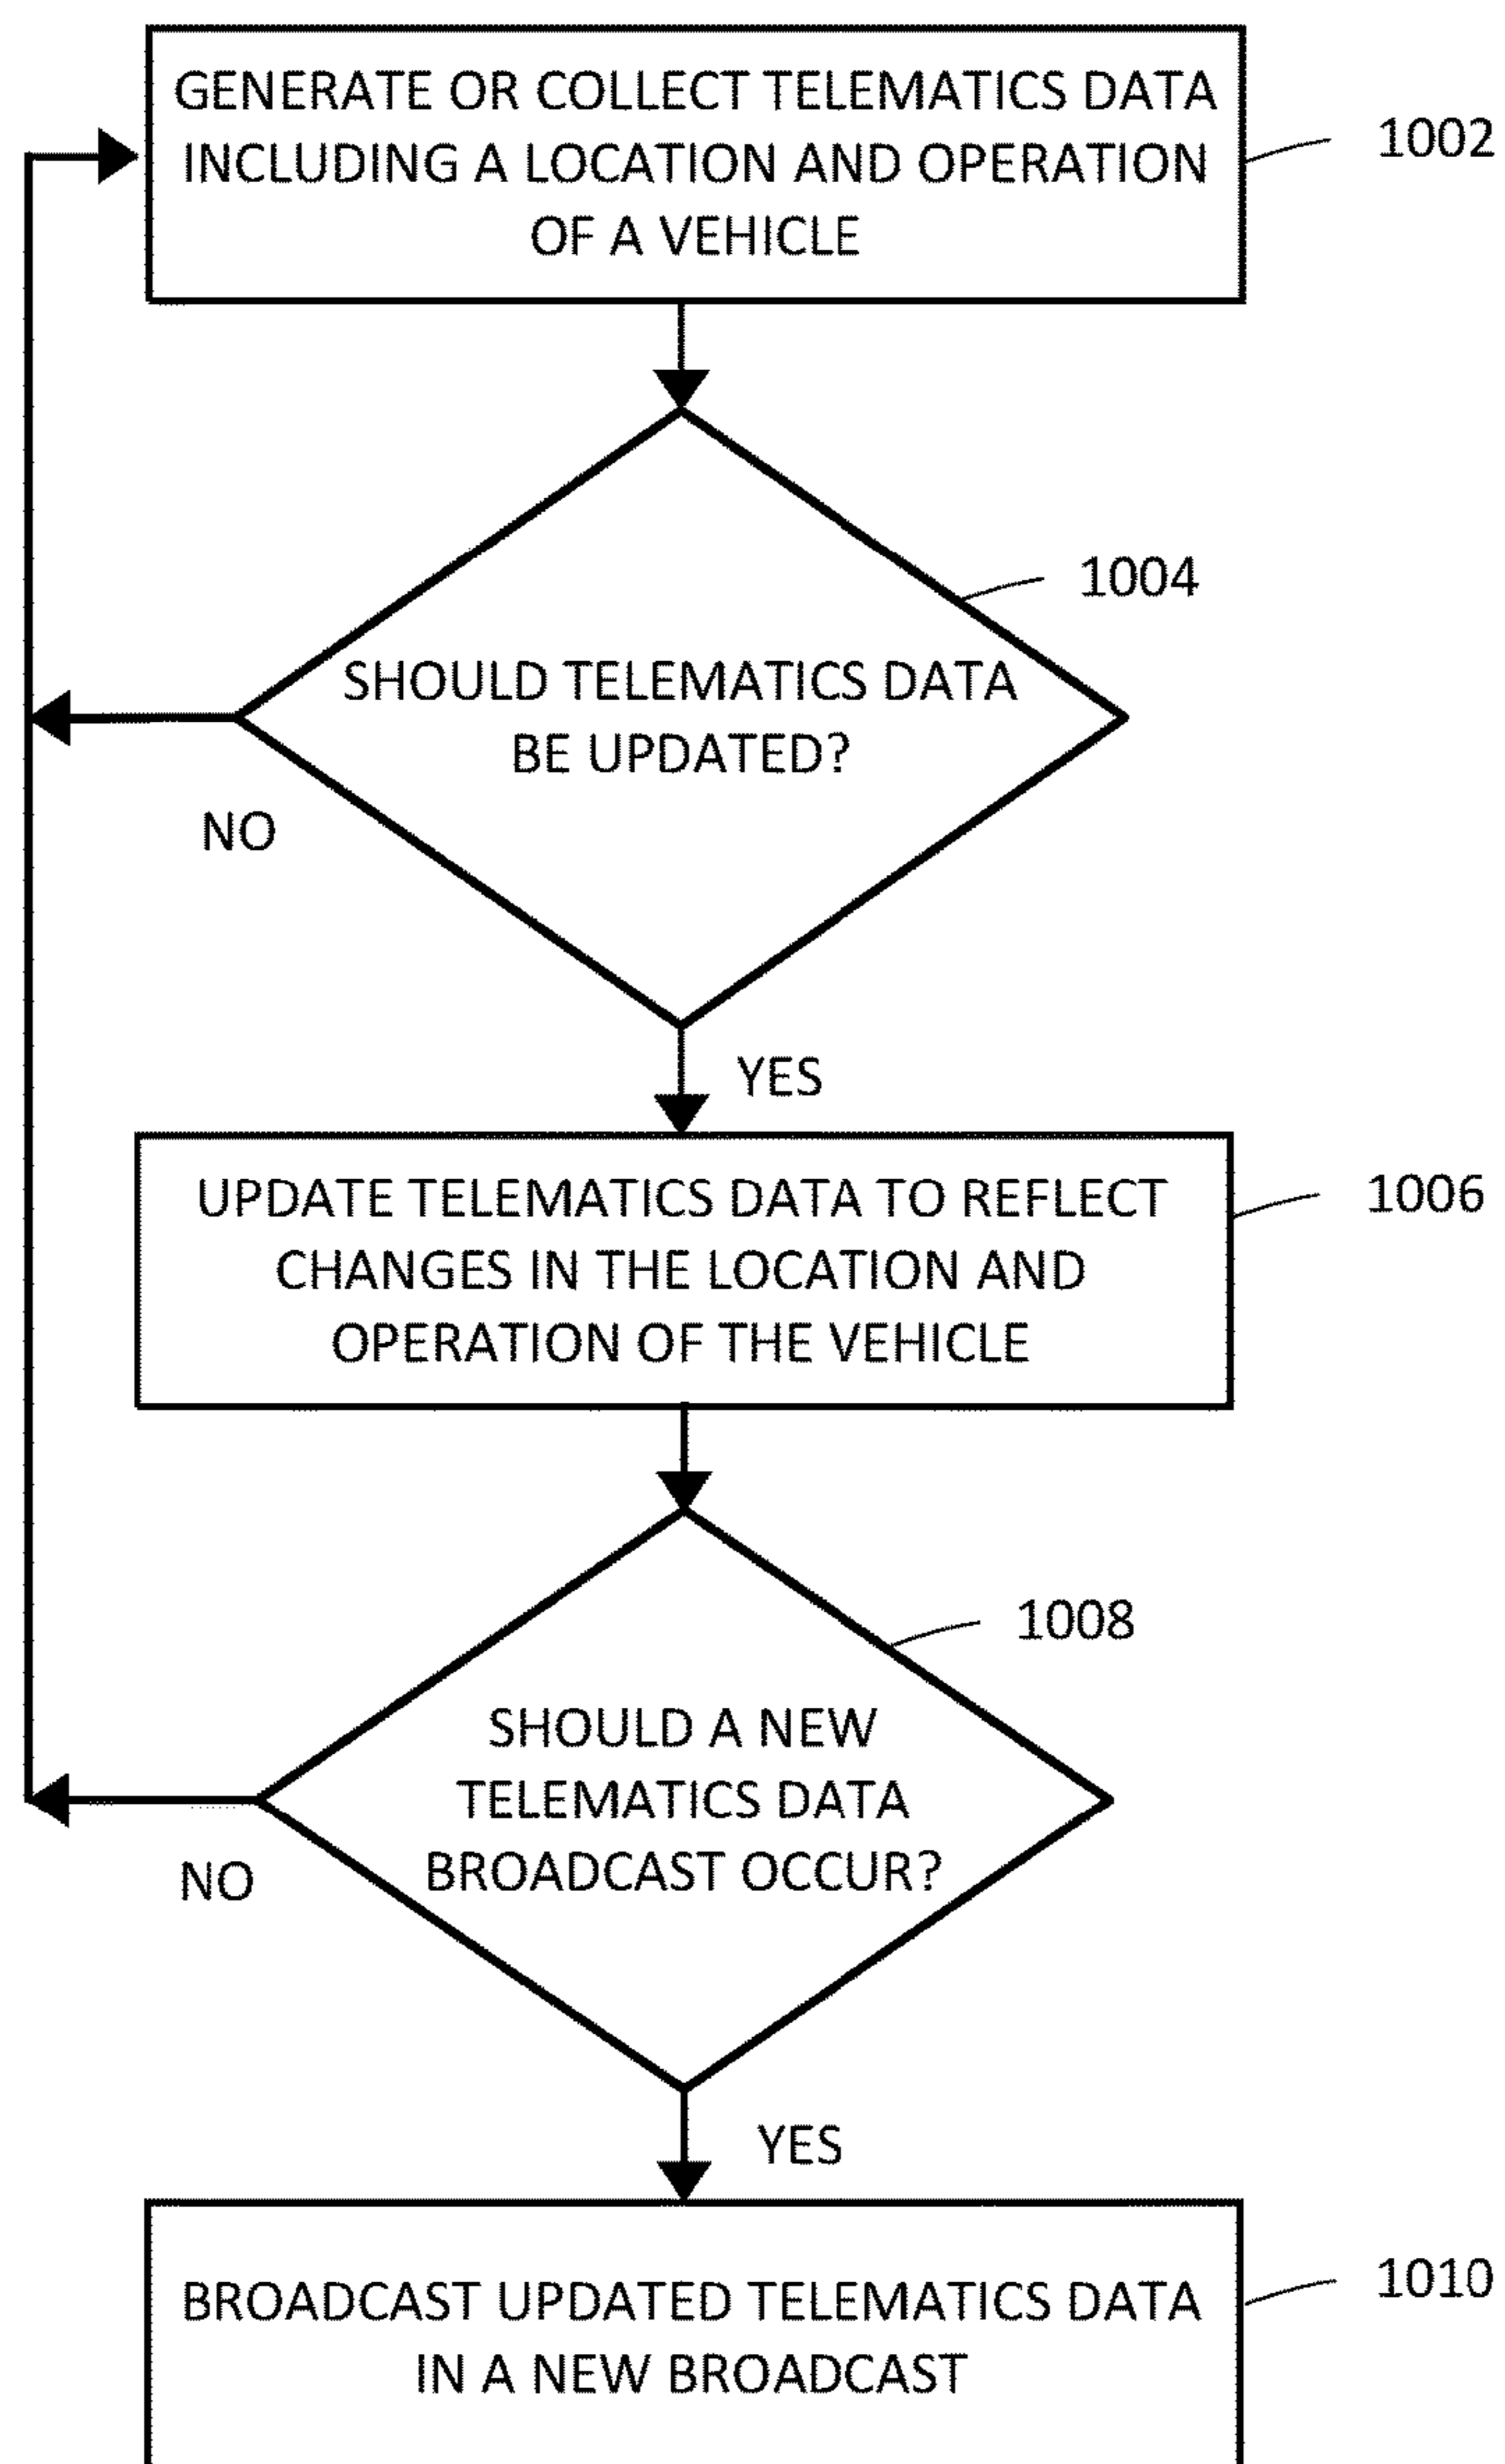 GENERATE OR COLLECT TELEMATICS DATA
INCLUDING A LOCATION AND OPERATION
OF A VEHICLE
1002
1004
SHOULD TELEMATICS DATA
BE UPDATED?
NO
YES
UPDATE TELEMATICS DATA TO REFLECT
CHANGES IN THE LOCATION AND
OPERATION OF THE VEHICLE
1006
1008
SHOULD A NEW
TELEMATICS DATA
BROADCAST OCCUR?
NO
YES
BROADCAST UPDATED TELEMATICS DATA
IN A NEW BROADCAST
1010